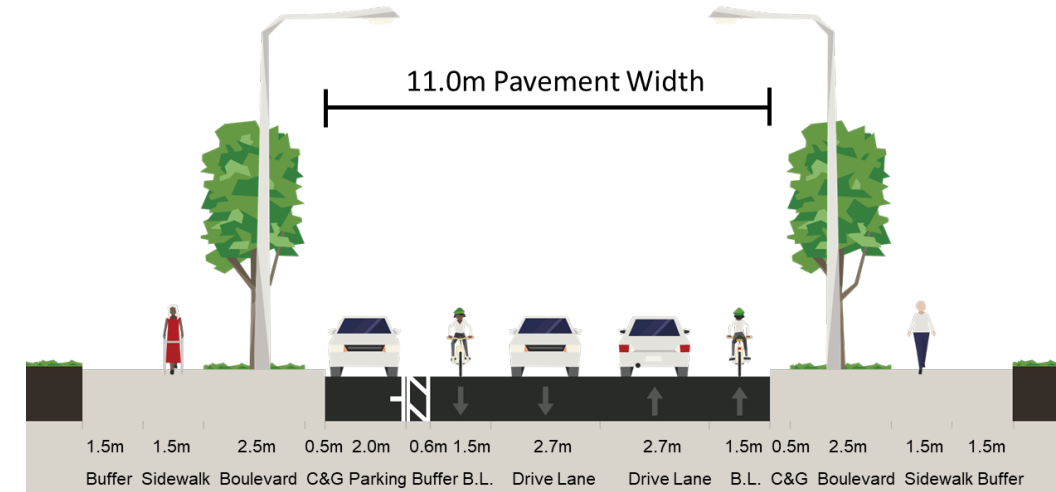 11.0m Pavement Width
1.5m 1.5m 2.5m 0.5m 2.0m 0.6m 1.5m 2.7m 2.7m 1.5m 0.5m 2.5m 1.5m 1.5m
Buffer Sidewalk Boulevard C&G Parking Buffer B.L. Drive Lane Drive Lane B.L. C&G Boulevard Sidewalk Buffer